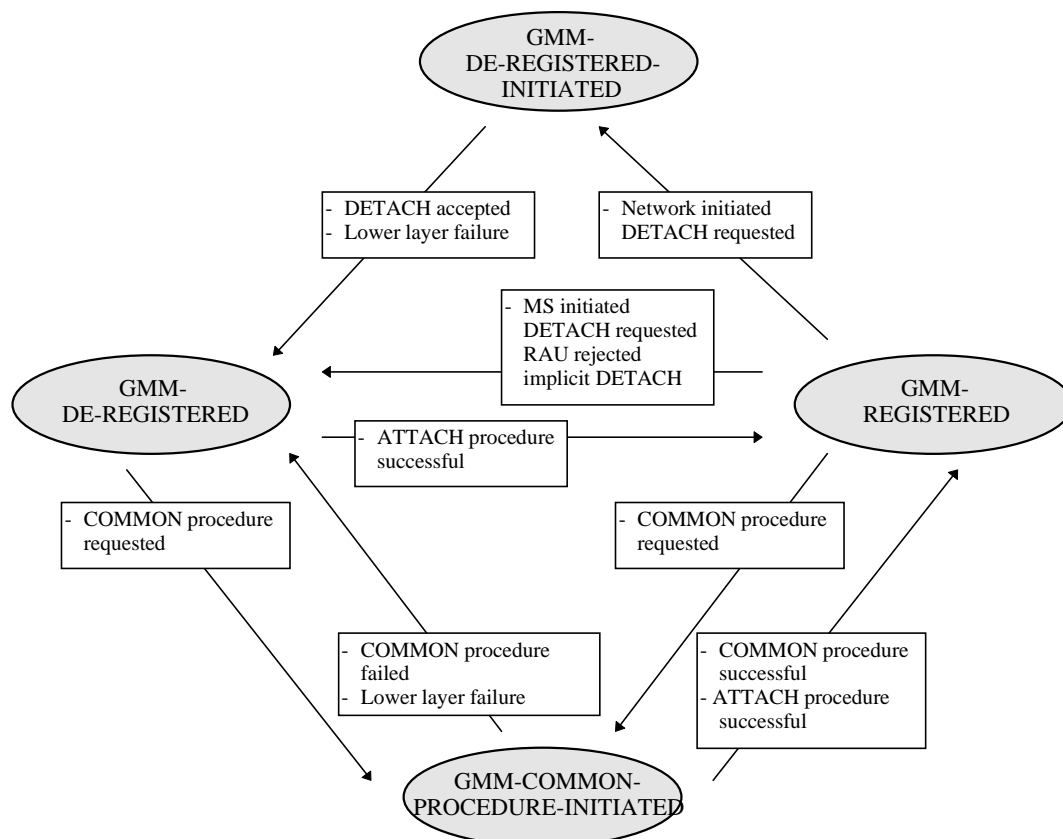 GMM-
DE-REGISTERED-
INITIATED
- DETACH accepted
- Lower layer failure
- Network initiated
DETACH requested
- MS initiated
DETACH requested
RAU rejected
implicit DETACH
GMM-
DE-REGISTERED
GMM-
REGISTERED
- ATTACH procedure
successful
- COMMON procedure
requested
- COMMON procedure
requested
- COMMON procedure
failed
- Lower layer failure
- COMMON procedure
successful
- ATTACH procedure
successful
GMM-COMMON-
PROCEDURE-INITIATED